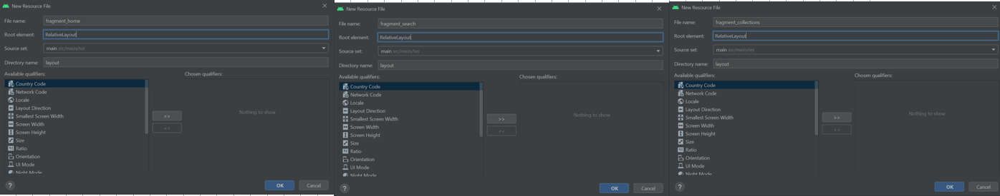 New Resource File
File name: fragment_home
Root element: RelativeLayout
Source set: main src/main/res
Directory name: layout
Available qualifiers: Chosen qualifiers:
Country Code
Network Code
Locale
Layout Direction
Smallest Screen Width
Screen Width
Screen Height
Size
Ratio
Orientation
UI Mode
Night Mode
>>
<<
Nothing to show
? OK Cancel
New Resource File
File name: fragment_search
Root element: RelativeLayout
Source set: main src/main/res
Directory name: layout
Available qualifiers: Chosen qualifiers:
Country Code
Network Code
Locale
Layout Direction
Smallest Screen Width
Screen Width
Screen Height
Size
Ratio
Orientation
UI Mode
Night Mode
>>
<<
Nothing to show
? OK Cancel
New Resource File
File name: fragment_collections
Root element: RelativeLayout
Source set: main src/main/res
Directory name: layout
Available qualifiers: Chosen qualifiers:
Country Code
Network Code
Locale
Layout Direction
Smallest Screen Width
Screen Width
Screen Height
Size
Ratio
Orientation
UI Mode
Night Mode
>>
<<
Nothing to show
? OK Cancel